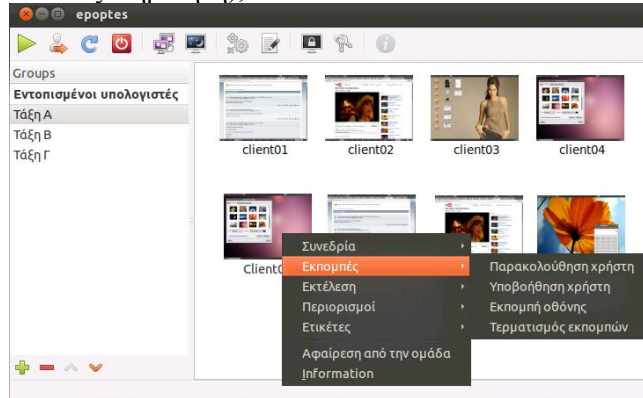 epoptes
Groups
Εντοπισμένοι υπολογιστές
Τάξη Α
Τάξη Β
Τάξη Γ
client01
client02
client03
client04
Συνεδρία
Εκπομπές
Εκτέλεση
Περιορισμοί
Ετικέτες
Αφαίρεση από την ομάδα
Information
Παρακολούθηση χρήστη
Υποβοήθηση χρήστη
Εκπομπή οθόνης
Τερματισμός εκπομπών